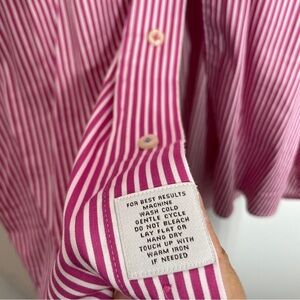 FOR BEST RESULTS
MACHINE
WASH COLD
GENTLE CYCLE
DO NOT BLEACH
LAY FLAT OR
HAND DRY
TOUCH UP WITH
WARM IRON
IF NEEDED